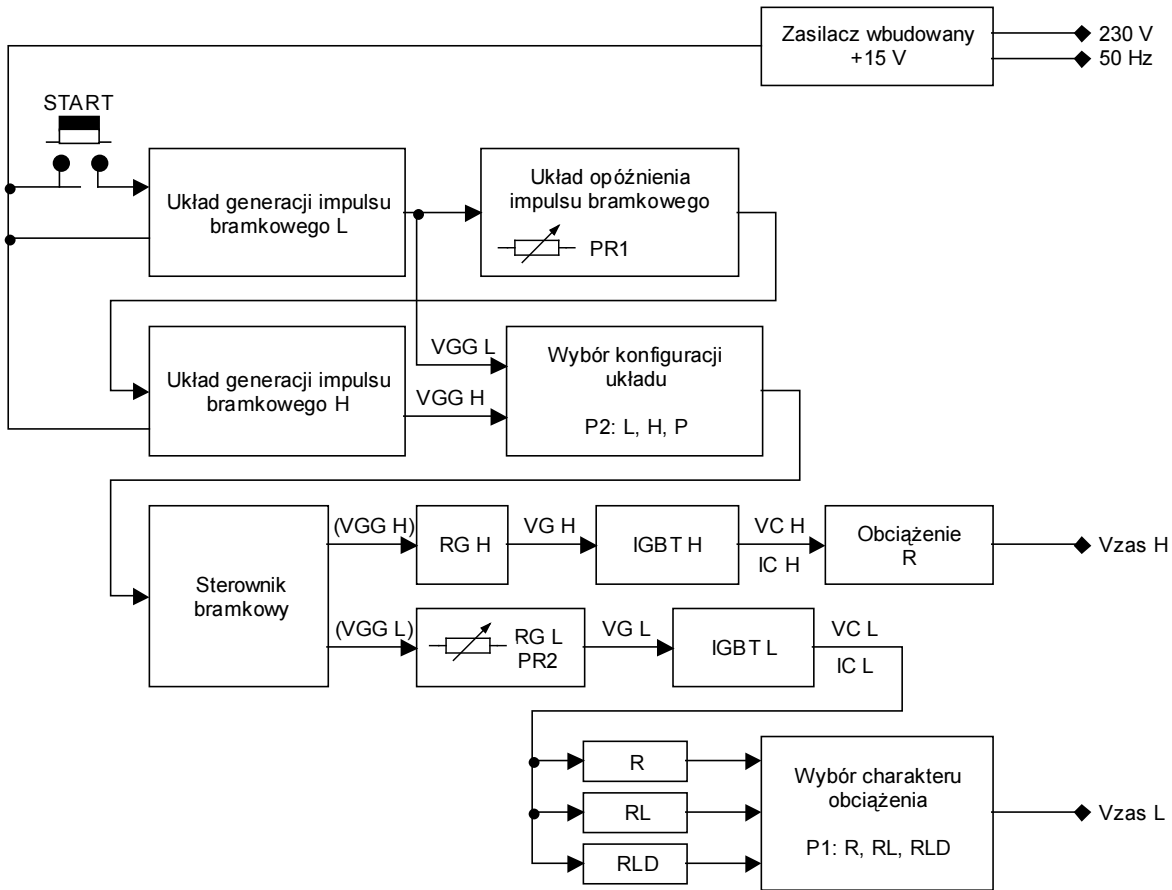 Zasilacz wbudowany
+15 V
230 V
50 Hz
START
Układ generacji impulsu
bramkowego L
Układ opóźnienia
impulsu bramkowego
PR1
Układ generacji impulsu
bramkowego H
VGG L
VGG H
Wybór konfiguracji
układu
P2: L, H, P
Sterownik
bramkowy
(VGG H)
RG H
VG H
IGBT H
VC H
IC H
Obciążenie
R
Vzas H
(VGG L)
RG L
PR2
VG L
IGBT L
VC L
IC L
R
RL
RLD
Wybór charakteru
obciążenia
P1: R, RL, RLD
Vzas L